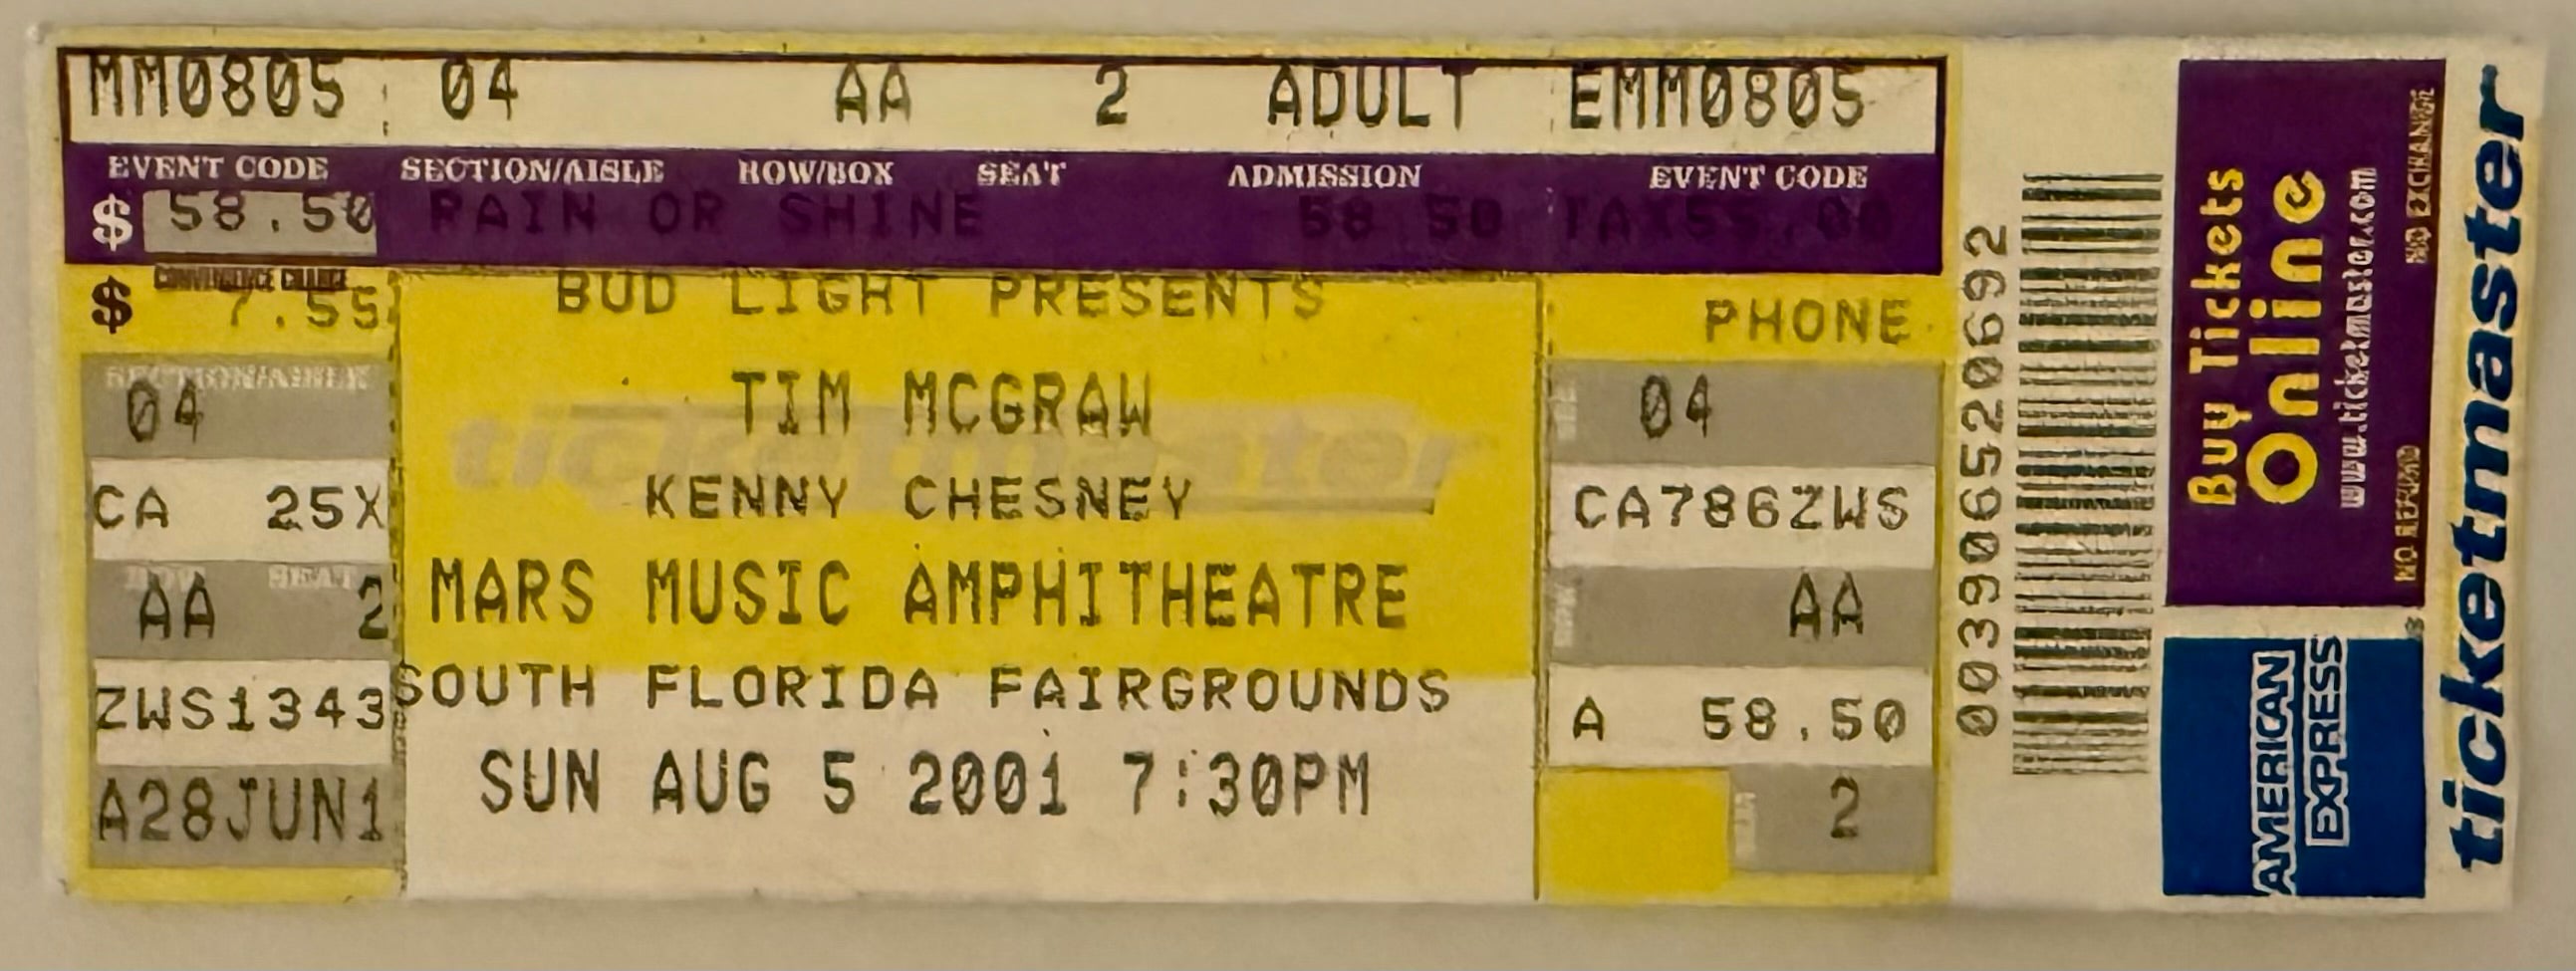 MM0805 04 AA 2 ADULT EMM0805
EVENT CODE SECTION/AISLE ROW/BOX SEAT ADMISSION EVENT CODE
$ 58.50 RAIN OR SHINE 58 50
CONVENIENCE CHARGE
$ 7.55
BUD LIGHT PRESENTS
PHONE
SECTION/AISLE
04
TIM MCGRAW
04
ticketmaster
CA 25X
KENNY CHESNEY
CA786ZWS
ROW SEAT
AA 2
MARS MUSIC AMPHITHEATRE
AA
ZWS1343
SOUTH FLORIDA FAIRGROUNDS
A 58.50
A28JUN1
SUN AUG 5 2001 7:30PM
2
003906520692
Buy Tickets
Online
www.ticketmaster.com
NO REFUND NO EXCHANGE
AMERICAN
EXPRESS
ticketmaster